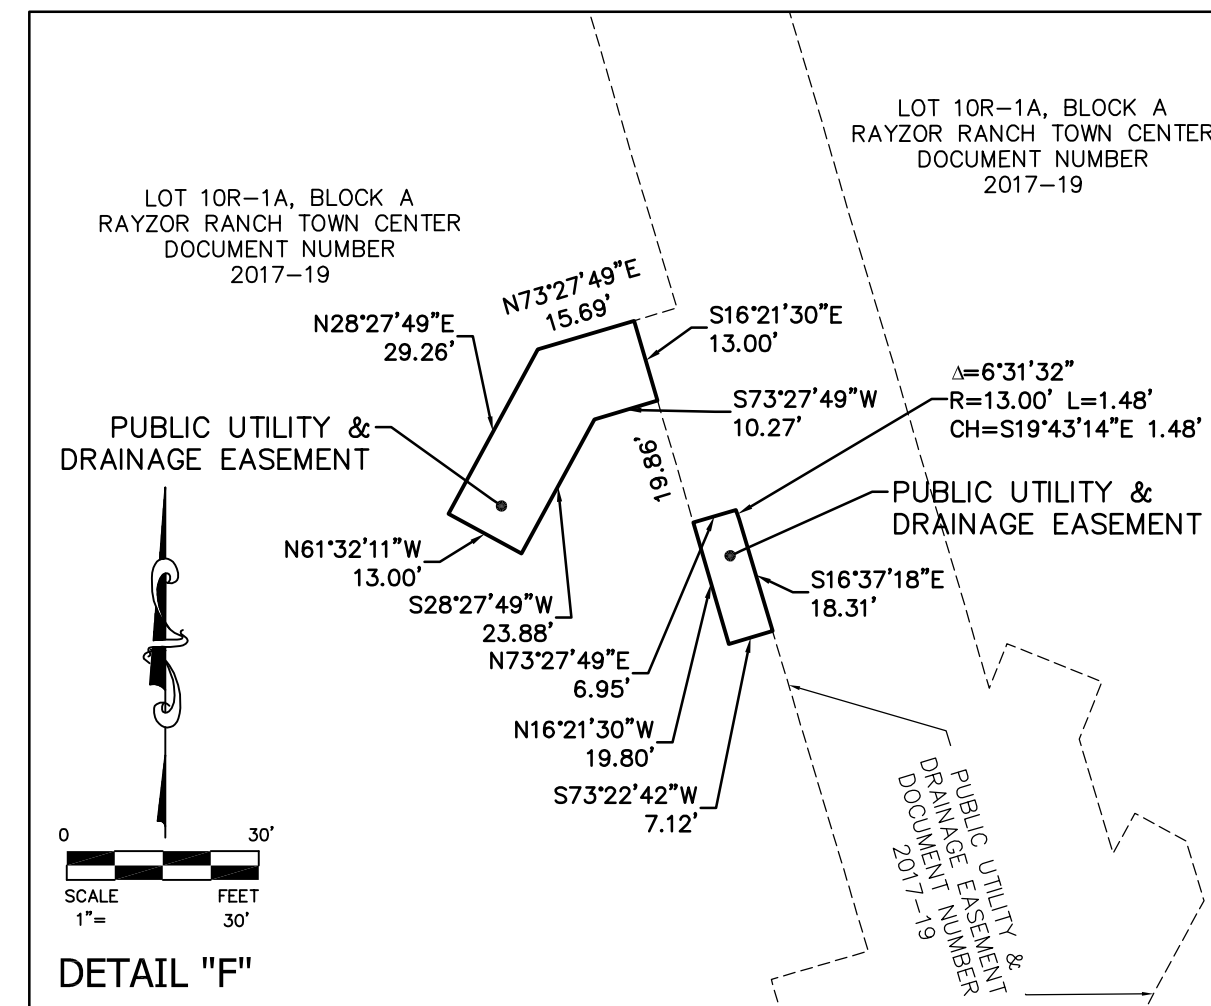 LOT 10R-1A, BLOCK A
RAYZOR RANCH TOWN CENTER
DOCUMENT NUMBER
2017-19
LOT 10R-1A, BLOCK A
RAYZOR RANCH TOWN CENTER
DOCUMENT NUMBER
2017-19
N73°27'49"E
15.69'
N28°27'49"E
29.26'
S16°21'30"E
13.00'
S73°27'49"W
10.27'
Δ=6°31'32"
R=13.00' L=1.48'
CH=S19°43'14"E 1.48'
PUBLIC UTILITY &
DRAINAGE EASEMENT
19.86'
PUBLIC UTILITY &
DRAINAGE EASEMENT
N61°32'11"W
13.00'
S28°27'49"W
23.88'
S16°37'18"E
18.31'
N73°27'49"E
6.95'
N16°21'30"W
19.80'
S73°22'42"W
7.12'
PUBLIC UTILITY &
DRAINAGE EASEMENT
DOCUMENT NUMBER
2017-19
0 30'
SCALE FEET
1"= 30'
DETAIL "F"